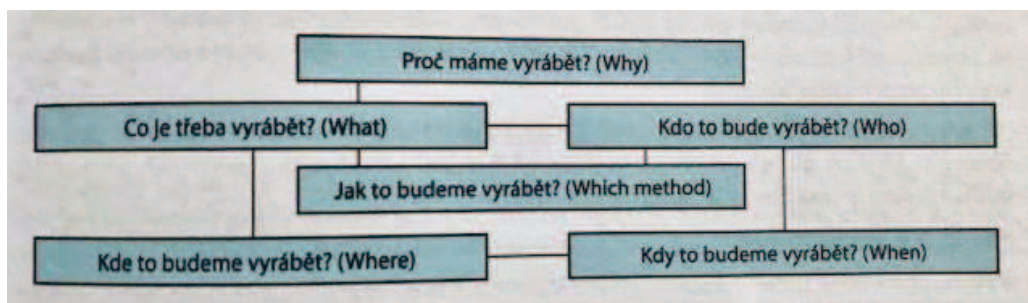 Proč máme vyrábět? (Why)
Co je třeba vyrábět? (What)
Kdo to bude vyrábět? (Who)
Jak to budeme vyrábět? (Which method)
Kde to budeme vyrábět? (Where)
Kdy to budeme vyrábět? (When)